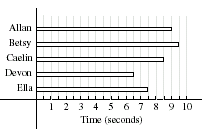 Allan
Betsy
Caelin
Devon
Ella
1 2 3 4 5 6 7 8 9 10
Time (seconds)